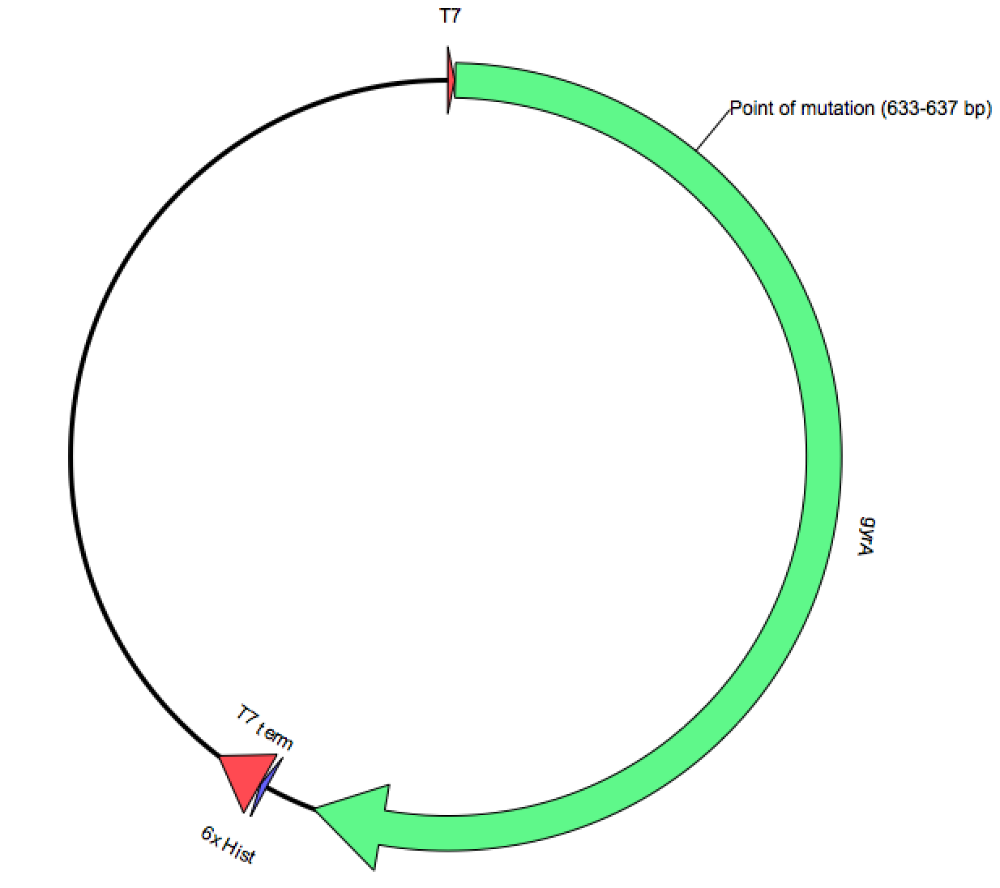 T7
Point of mutation (633-637 bp)
gyrA
T7 term
6x Hist